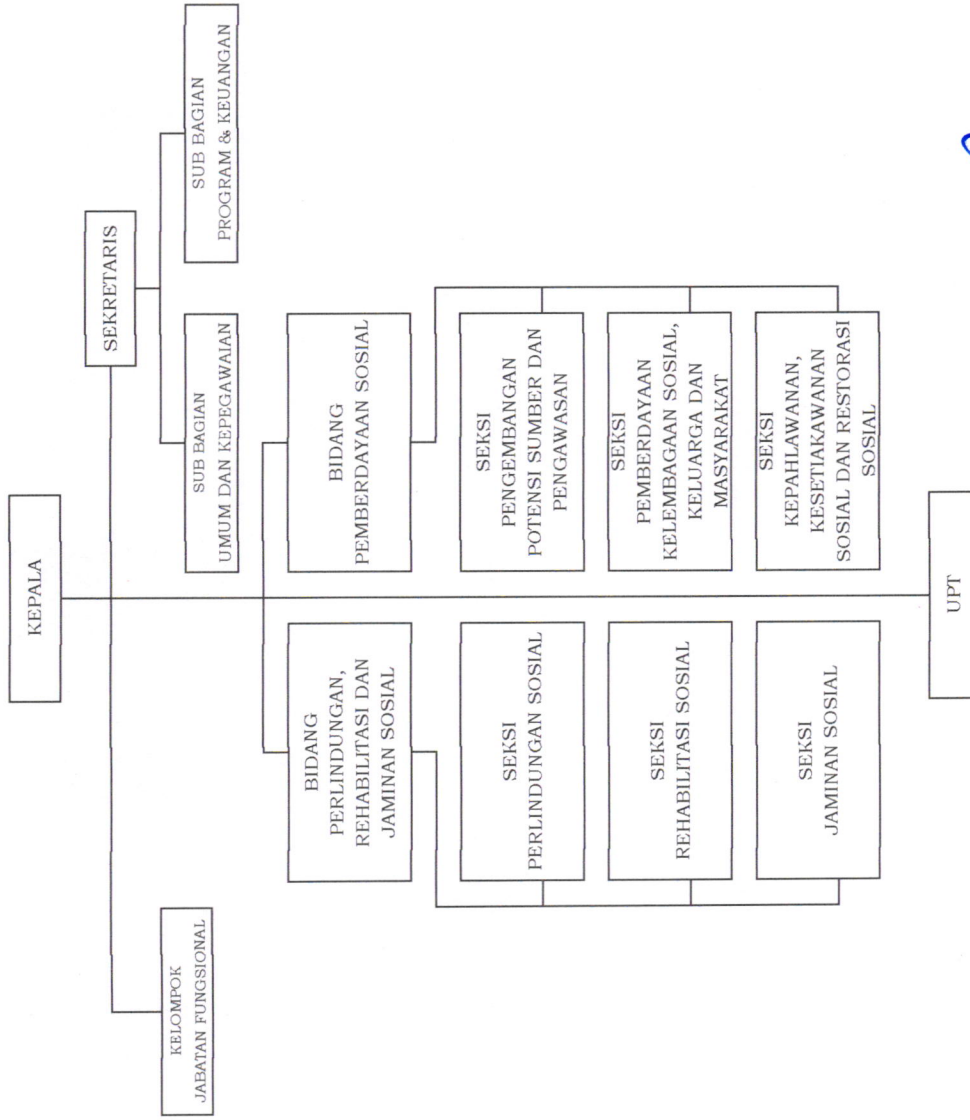 KEPALA
SEKRETARIS
KELOMPOK
JABATAN FUNGSIONAL
SUB BAGIAN
UMUM DAN KEPEGAWAIAN
SUB BAGIAN
PROGRAM & KEUANGAN
BIDANG
PERLINDUNGAN,
REHABILITASI DAN
JAMINAN SOSIAL
BIDANG
PEMBERDAYAAN SOSIAL
SEKSI
PERLINDUNGAN SOSIAL
SEKSI
PENGEMBANGAN
POTENSI SUMBER DAN
PENGAWASAN
SEKSI
REHABILITASI SOSIAL
SEKSI
PEMBERDAYAAN
KELEMBAGAAN SOSIAL,
KELUARGA DAN
MASYARAKAT
SEKSI
JAMINAN SOSIAL
SEKSI
KEPAHLAWANAN,
KESETIAKAWANAN
SOSIAL DAN RESTORASI
SOSIAL
UPT